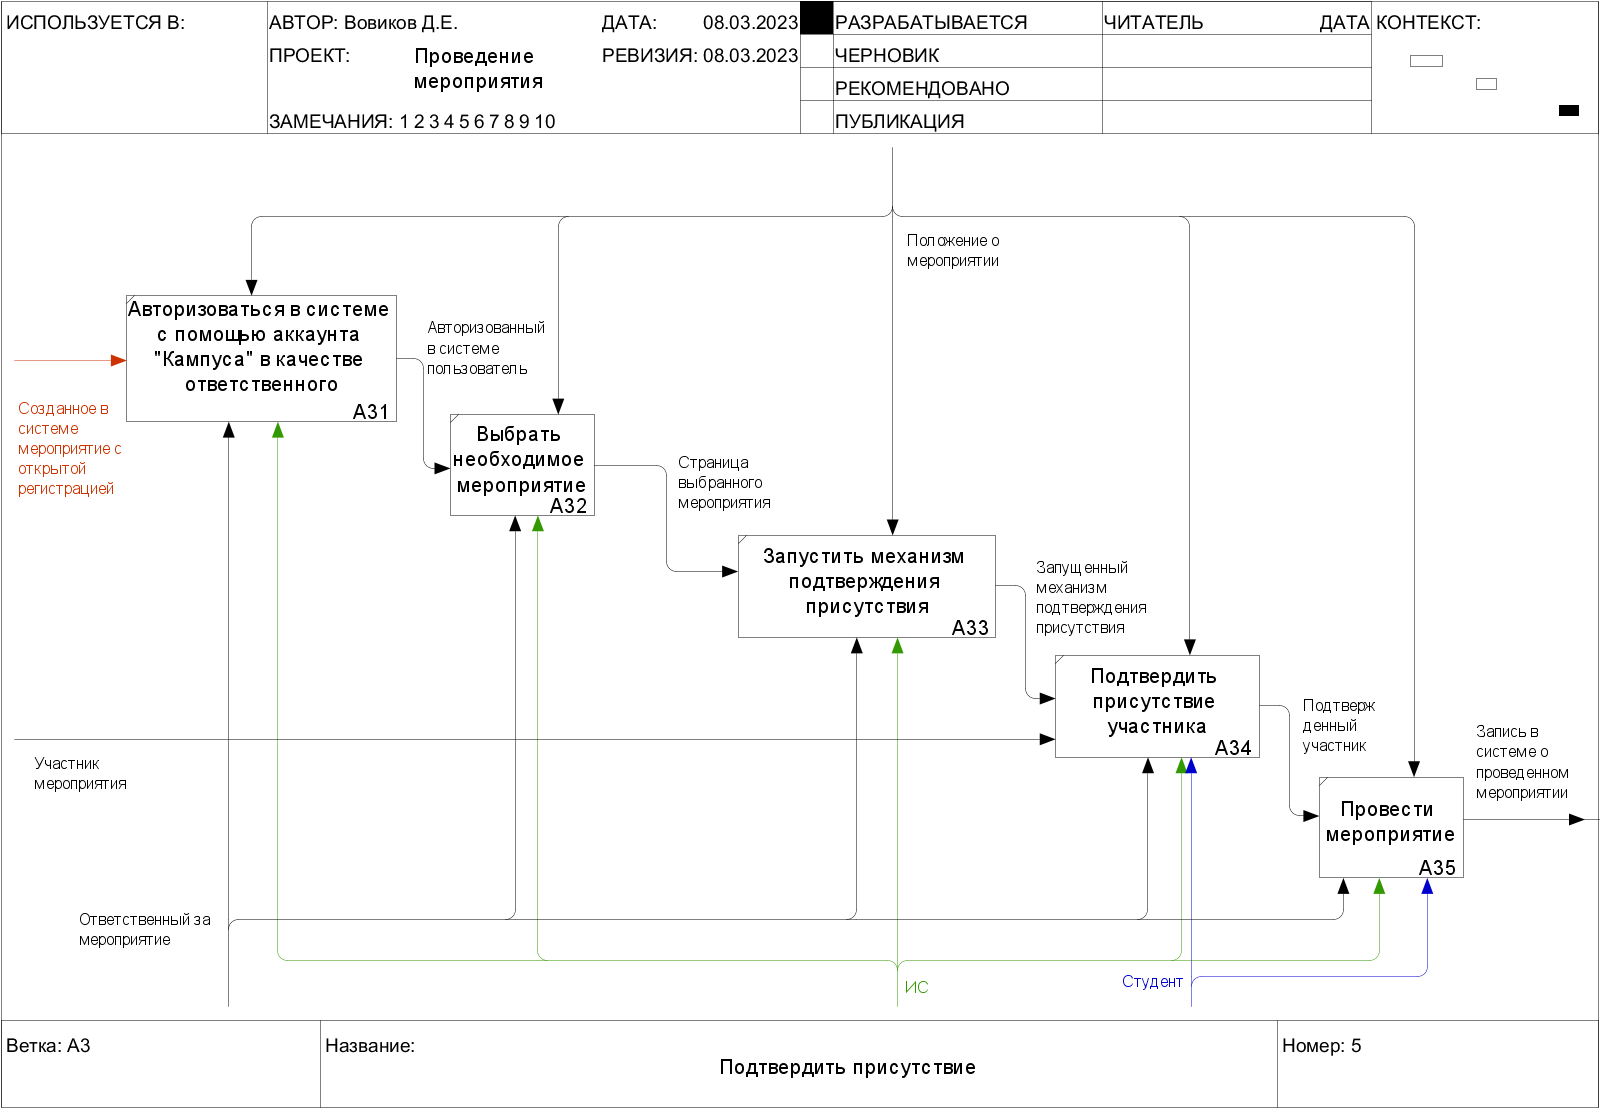 ИСПОЛЬЗУЕТСЯ В:
АВТОР: Вовиков Д.Е.
ДАТА: 08.03.2023
РАЗРАБАТЫВАЕТСЯ
ЧИТАТЕЛЬ
ДАТА
КОНТЕКСТ:
ПРОЕКТ:
Проведение
мероприятия
РЕВИЗИЯ: 08.03.2023
ЧЕРНОВИК
РЕКОМЕНДОВАНО
ЗАМЕЧАНИЯ: 1 2 3 4 5 6 7 8 9 10
ПУБЛИКАЦИЯ
Положение о
мероприятии
Авторизоваться в системе
с помощью аккаунта
"Кампуса" в качестве
ответственного
A31
Авторизованный
в системе
пользователь
Созданное в
системе
мероприятие с
открытой
регистрацией
Выбрать
необходимое
мероприятие
A32
Страница
выбранного
мероприятия
Запустить механизм
подтверждения
присутствия
A33
Запущенный
механизм
подтверждения
присутствия
Подтвердить
присутствие
участника
A34
Подтверж
денный
участник
Участник
мероприятия
Запись в
системе о
проведенном
мероприятии
Провести
мероприятие
A35
Ответственный за
мероприятие
ИС
Студент
Ветка: A3
Название:
Подтвердить присутствие
Номер: 5